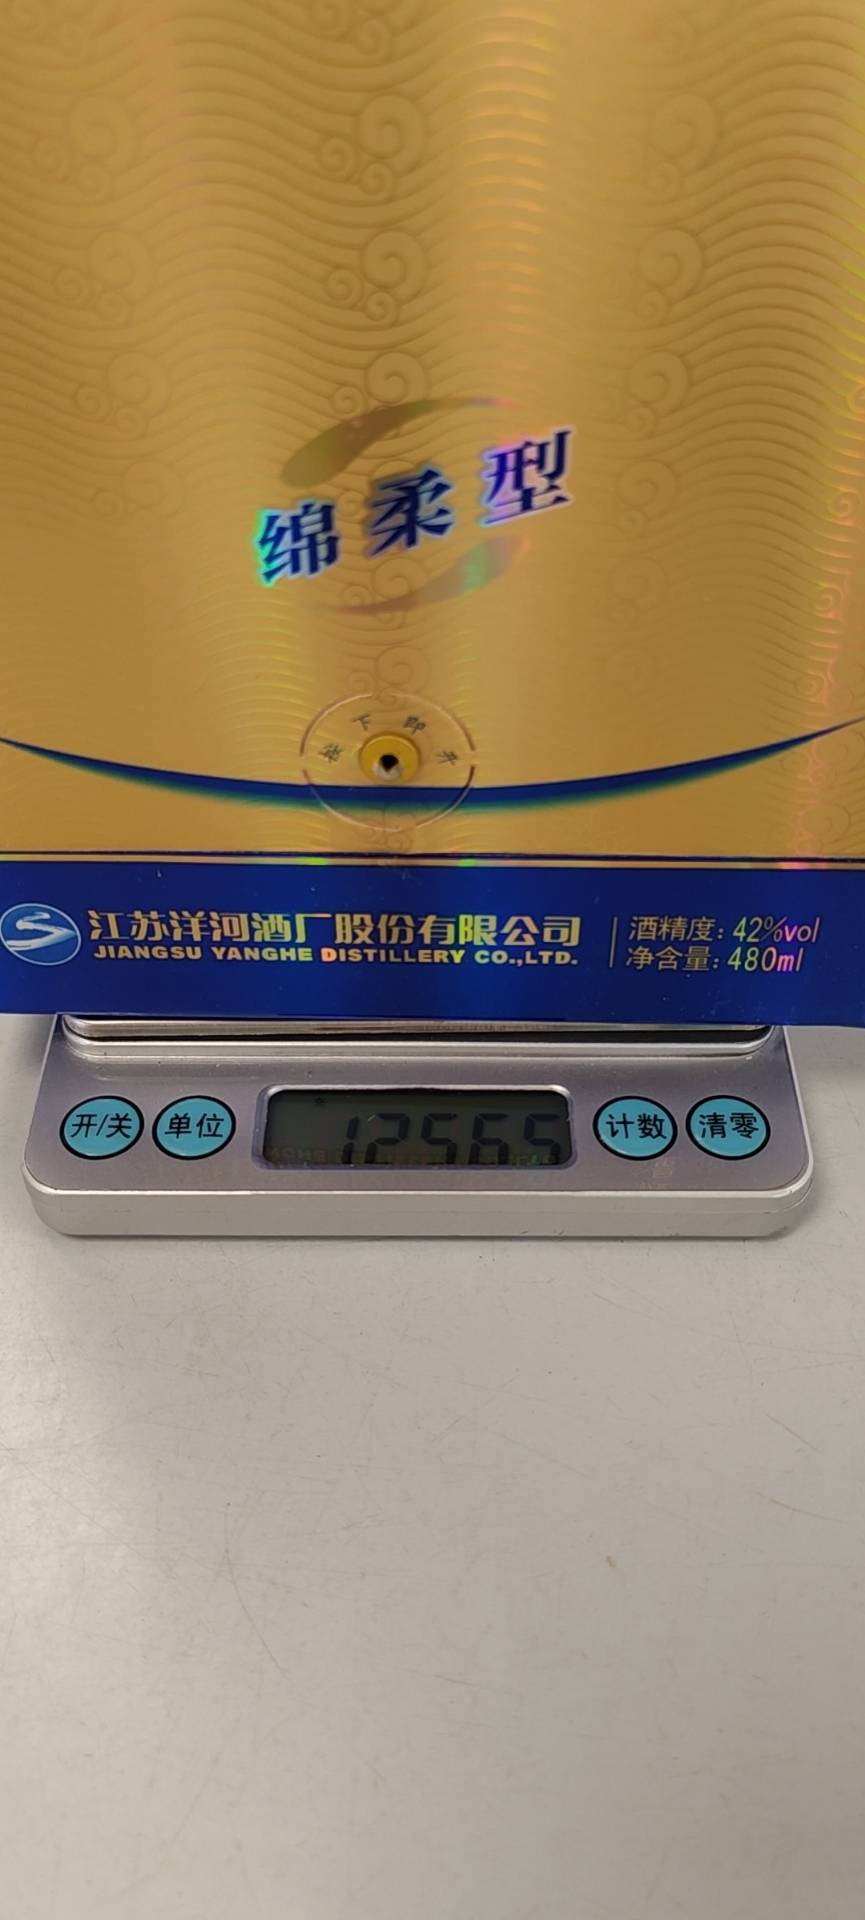 绵柔型
按下即开
江苏洋河酒厂股份有限公司
JIANGSU YANGHE DISTILLERY CO.,LTD.
酒精度: 42%vol
净含量: 480ml
开/关
单位
12565
计数
清零